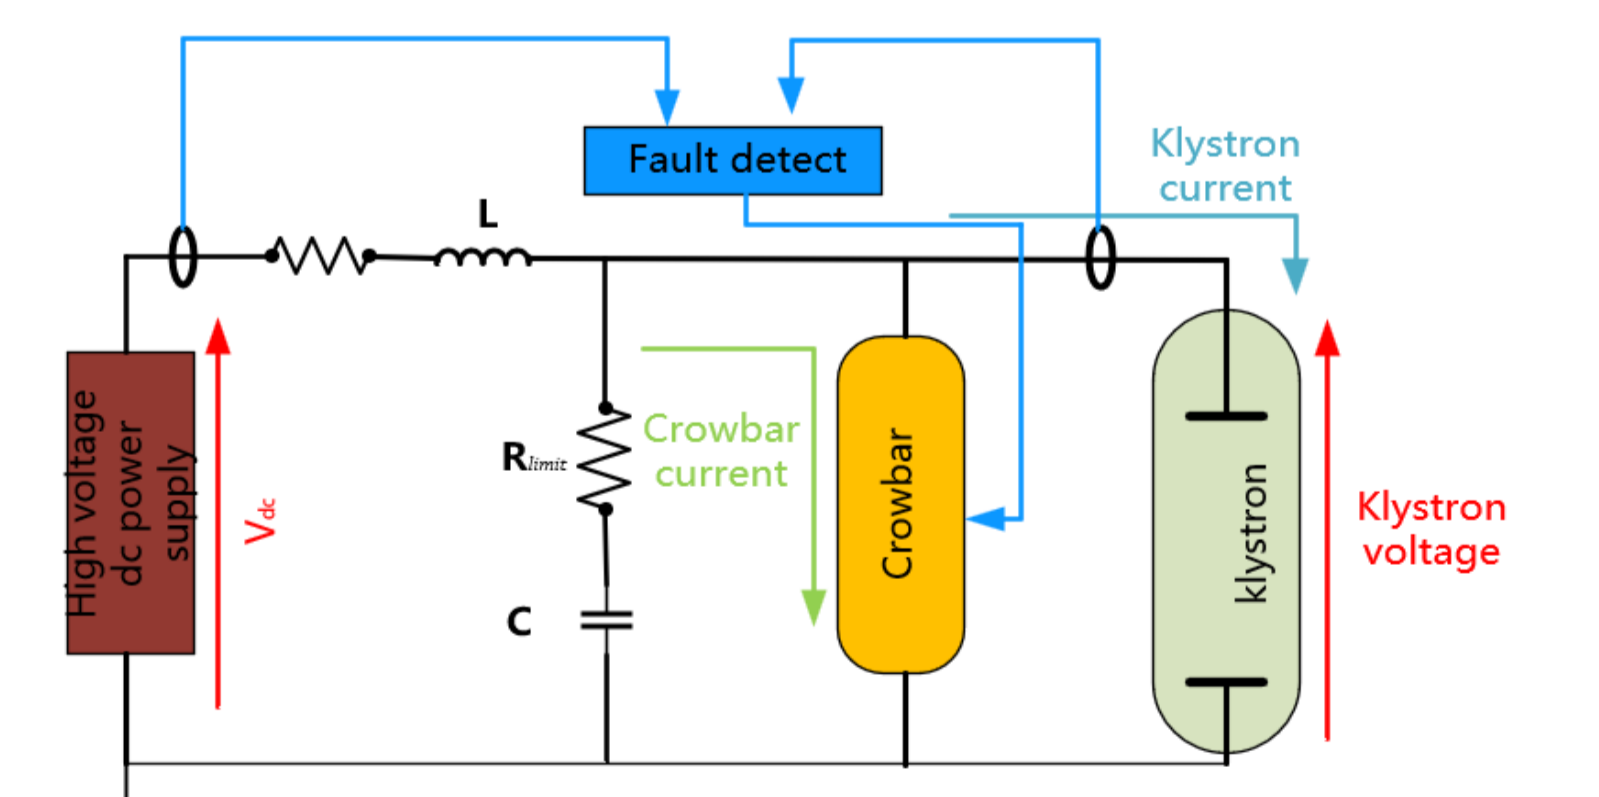 Fault detect
Klystron
current
L
High voltage
dc power
supply
Vdc
Rlimit
C
Crowbar
current
Crowbar
klystron
Klystron
voltage